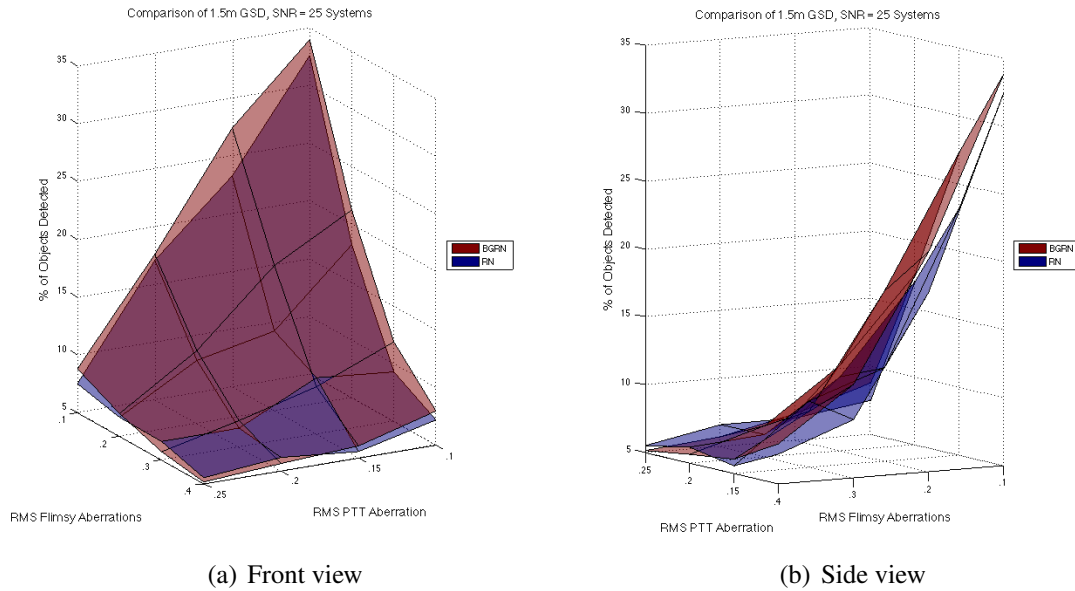 Comparison of 1.5m GSD, SNR = 25 Systems
35
30
25
20
15
10
5
% of Objects Detected
.1
.2
.3
.4
RMS Flimsy Aberrations
.25
.2
.15
.1
RMS PTT Aberration
BGRN
RN
(a) Front view
Comparison of 1.5m GSD, SNR = 25 Systems
35
30
25
20
15
10
5
% of Objects Detected
.25
.2
.15
RMS PTT Aberration
.4
.3
.2
.1
RMS Flimsy Aberrations
BGRN
RN
(b) Side view